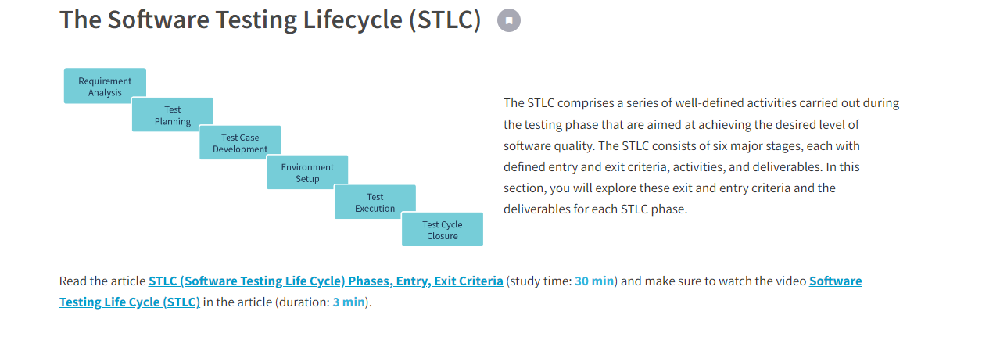 The Software Testing Lifecycle (STLC)
Requirement
Analysis
Test
Planning
Test Case
Development
Environment
Setup
Test
Execution
Test Cycle
Closure
The STLC comprises a series of well-defined activities carried out during
the testing phase that are aimed at achieving the desired level of
software quality. The STLC consists of six major stages, each with
defined entry and exit criteria, activities, and deliverables. In this
section, you will explore these exit and entry criteria and the
deliverables for each STLC phase.
Read the article STLC (Software Testing Life Cycle) Phases, Entry, Exit Criteria (study time: 30 min) and make sure to watch the video Software
Testing Life Cycle (STLC) in the article (duration: 3 min).